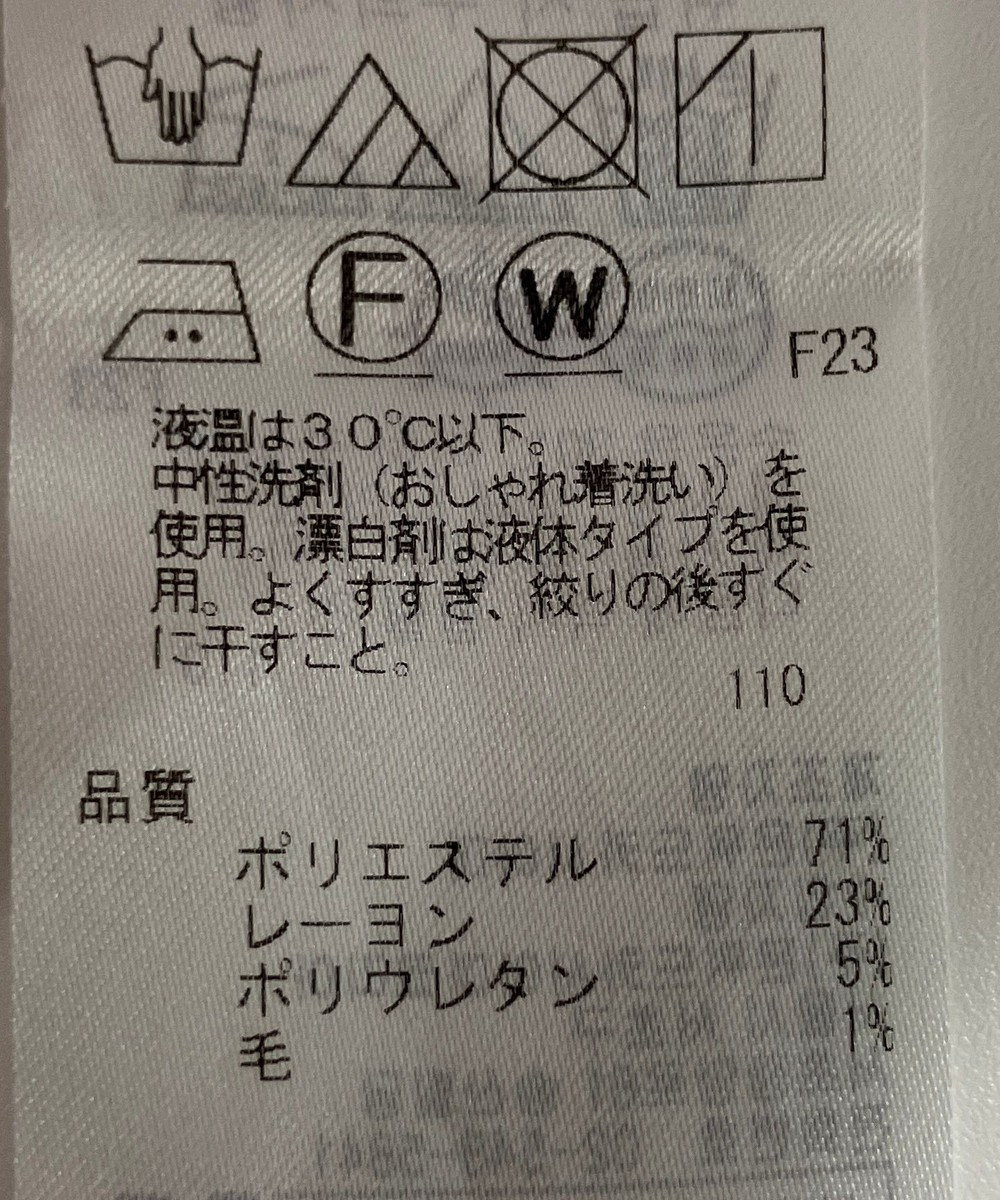 F
W
F23
液温は30℃以下。
中性洗剤(おしゃれ着洗い)を
使用。漂白剤は液体タイプを使
用。よくすすぎ、絞りの後すぐ
に干すこと。
110
品質
ポリエステル 71%
レーヨン 23%
ポリウレタン 5%
毛 1%